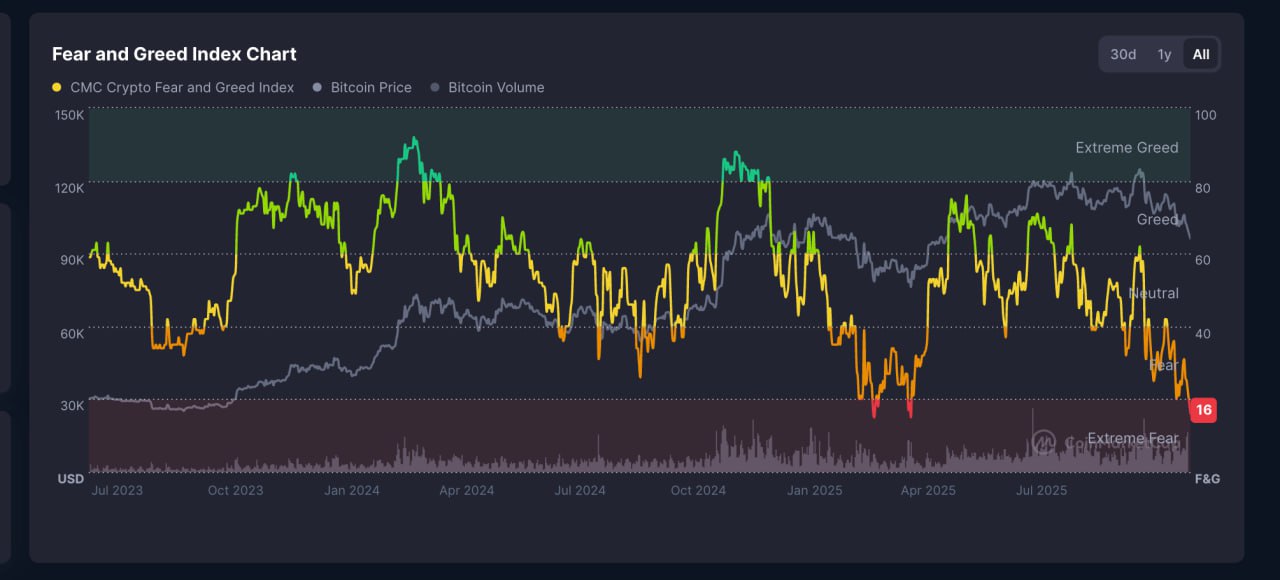 Fear and Greed Index Chart
30d 1y All
CMC Crypto Fear and Greed Index Bitcoin Price Bitcoin Volume
150K 100
Extreme Greed
120K 80
Greed
90K 60
Neutral
60K 40
Fear
30K 16
CoinMarketCap
Extreme Fear
USD F&G
Jul 2023 Oct 2023 Jan 2024 Apr 2024 Jul 2024 Oct 2024 Jan 2025 Apr 2025 Jul 2025